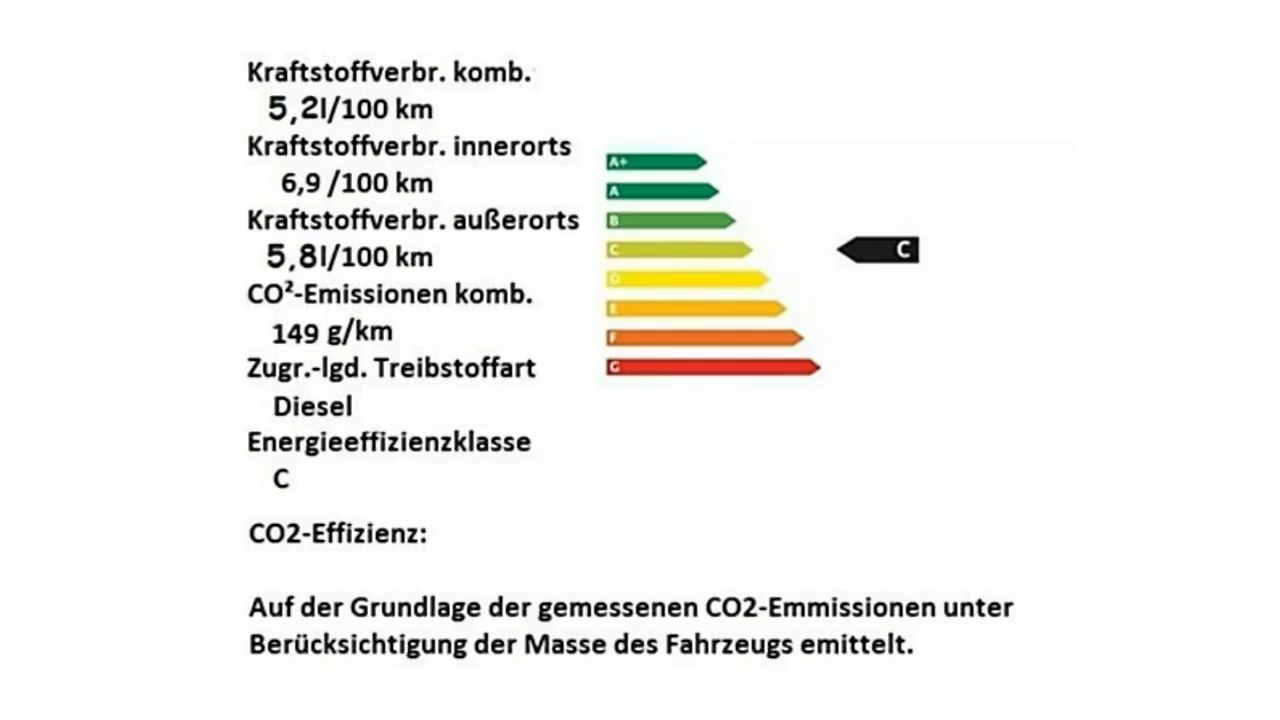 Kraftstoffverbr. komb.
5,2l/100 km
Kraftstoffverbr. innerorts
6,9 /100 km
Kraftstoffverbr. außerorts
5,8l/100 km
CO²-Emissionen komb.
149 g/km
Zugr.-lgd. Treibstoffart
Diesel
Energieeffizienzklasse
C
A+
A
B
C
D
E
F
G
C
CO2-Effizienz:
Auf der Grundlage der gemessenen CO2-Emmissionen unter
Berücksichtigung der Masse des Fahrzeugs emittelt.